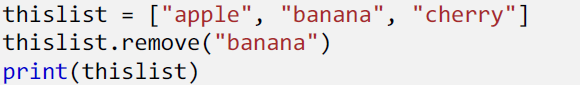 thislist = ["apple", "banana", "cherry"]
thislist.remove("banana")
print(thislist)